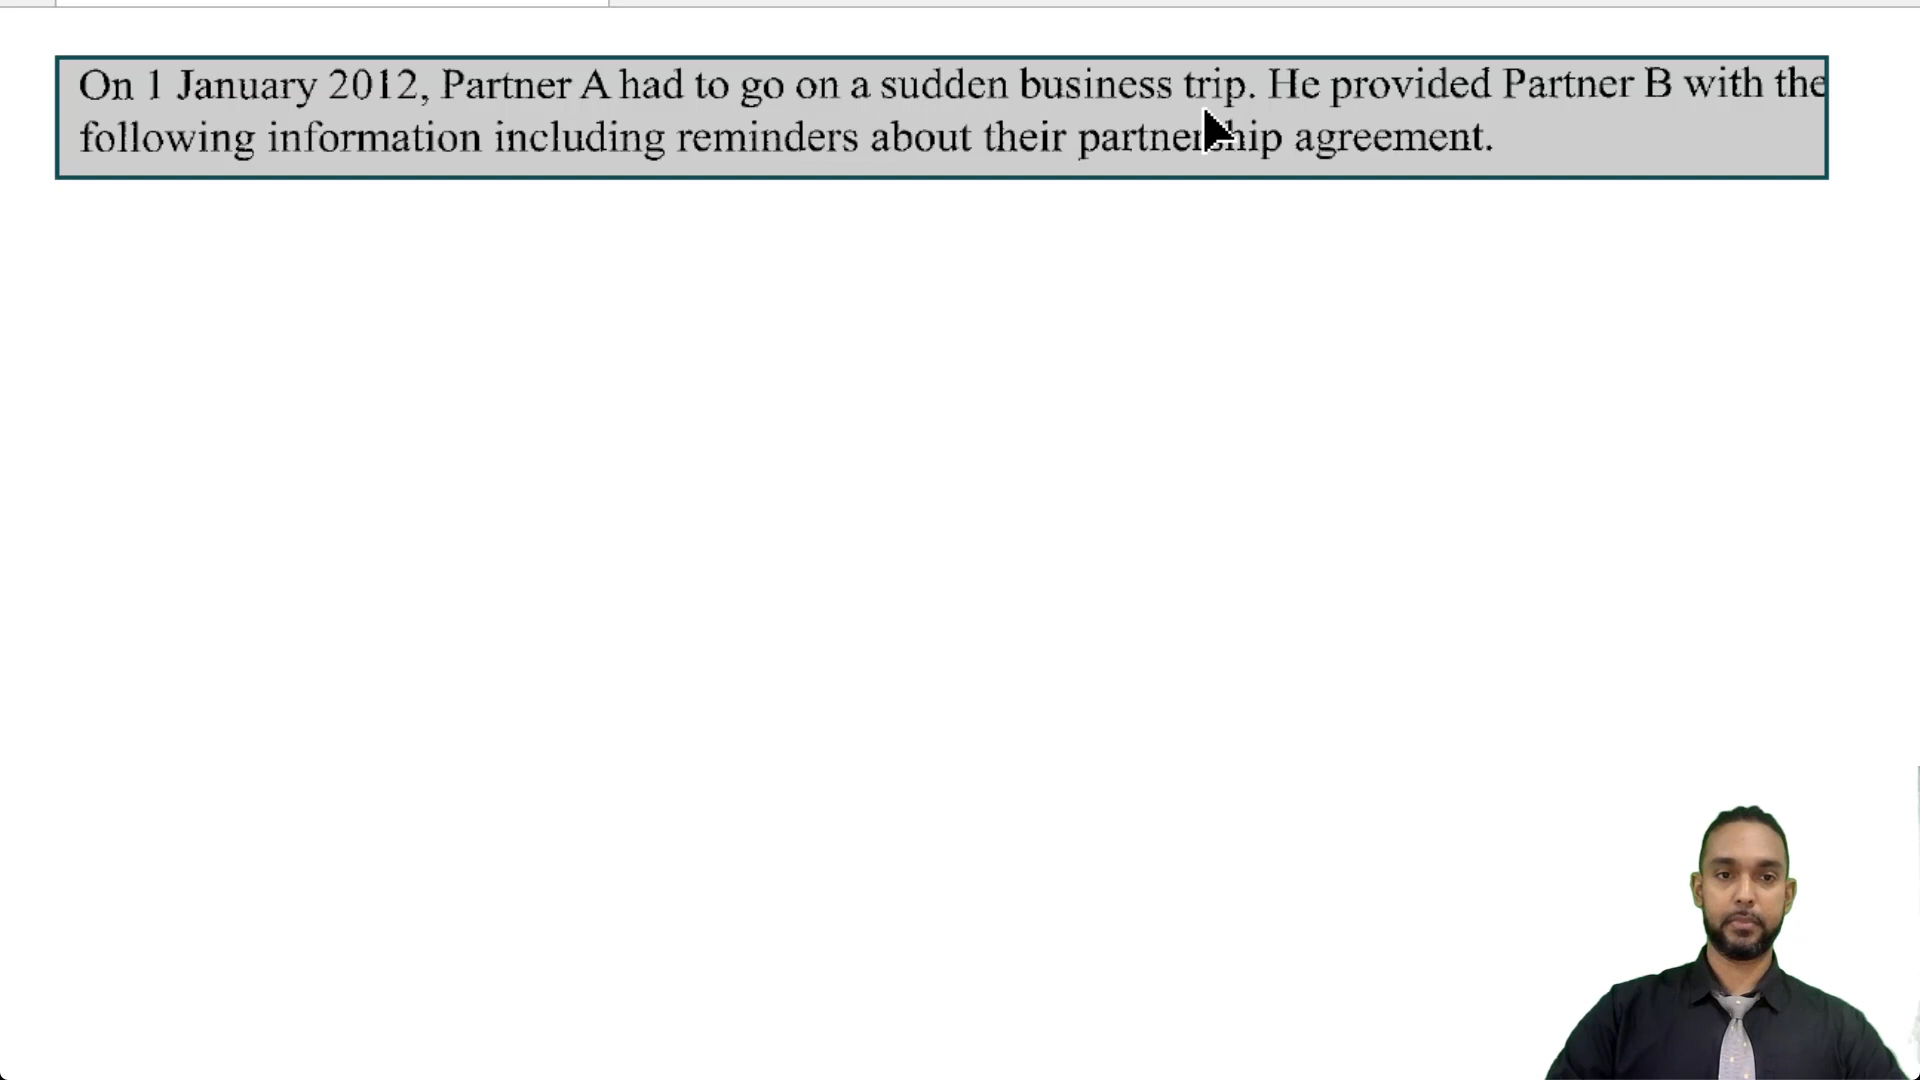 On 1 January 2012, Partner A had to go on a sudden business trip. He provided Partner B with the
following information including reminders about their partnership agreement.